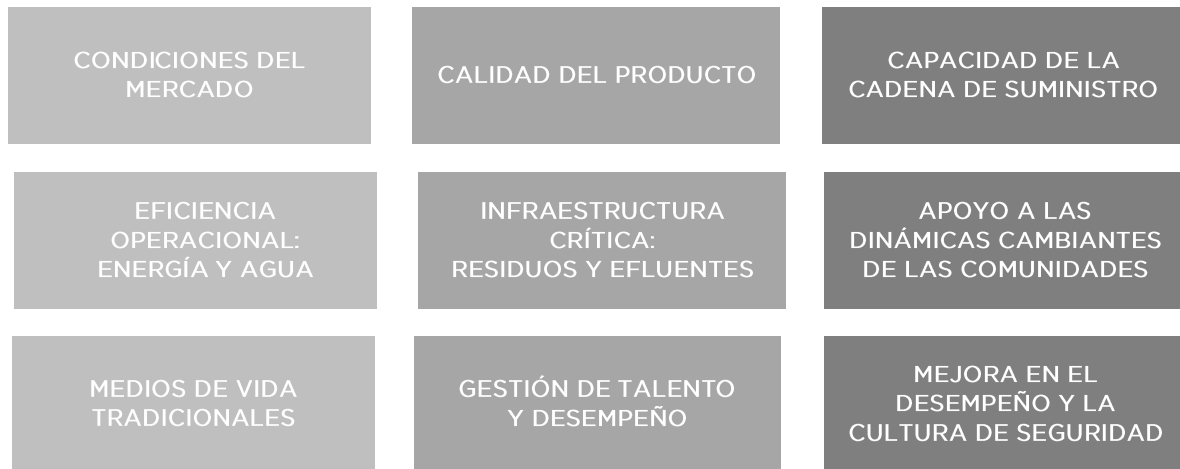 CONDICIONES DEL
MERCADO
CALIDAD DEL PRODUCTO
CAPACIDAD DE LA
CADENA DE SUMINISTRO
EFICIENCIA
OPERACIONAL:
ENERGÍA Y AGUA
INFRAESTRUCTURA
CRÍTICA:
RESIDUOS Y EFLUENTES
APOYO A LAS
DINÁMICAS CAMBIANTES
DE LAS COMUNIDADES
MEDIOS DE VIDA
TRADICIONALES
GESTIÓN DE TALENTO
Y DESEMPEÑO
MEJORA EN EL
DESEMPEÑO Y LA
CULTURA DE SEGURIDAD